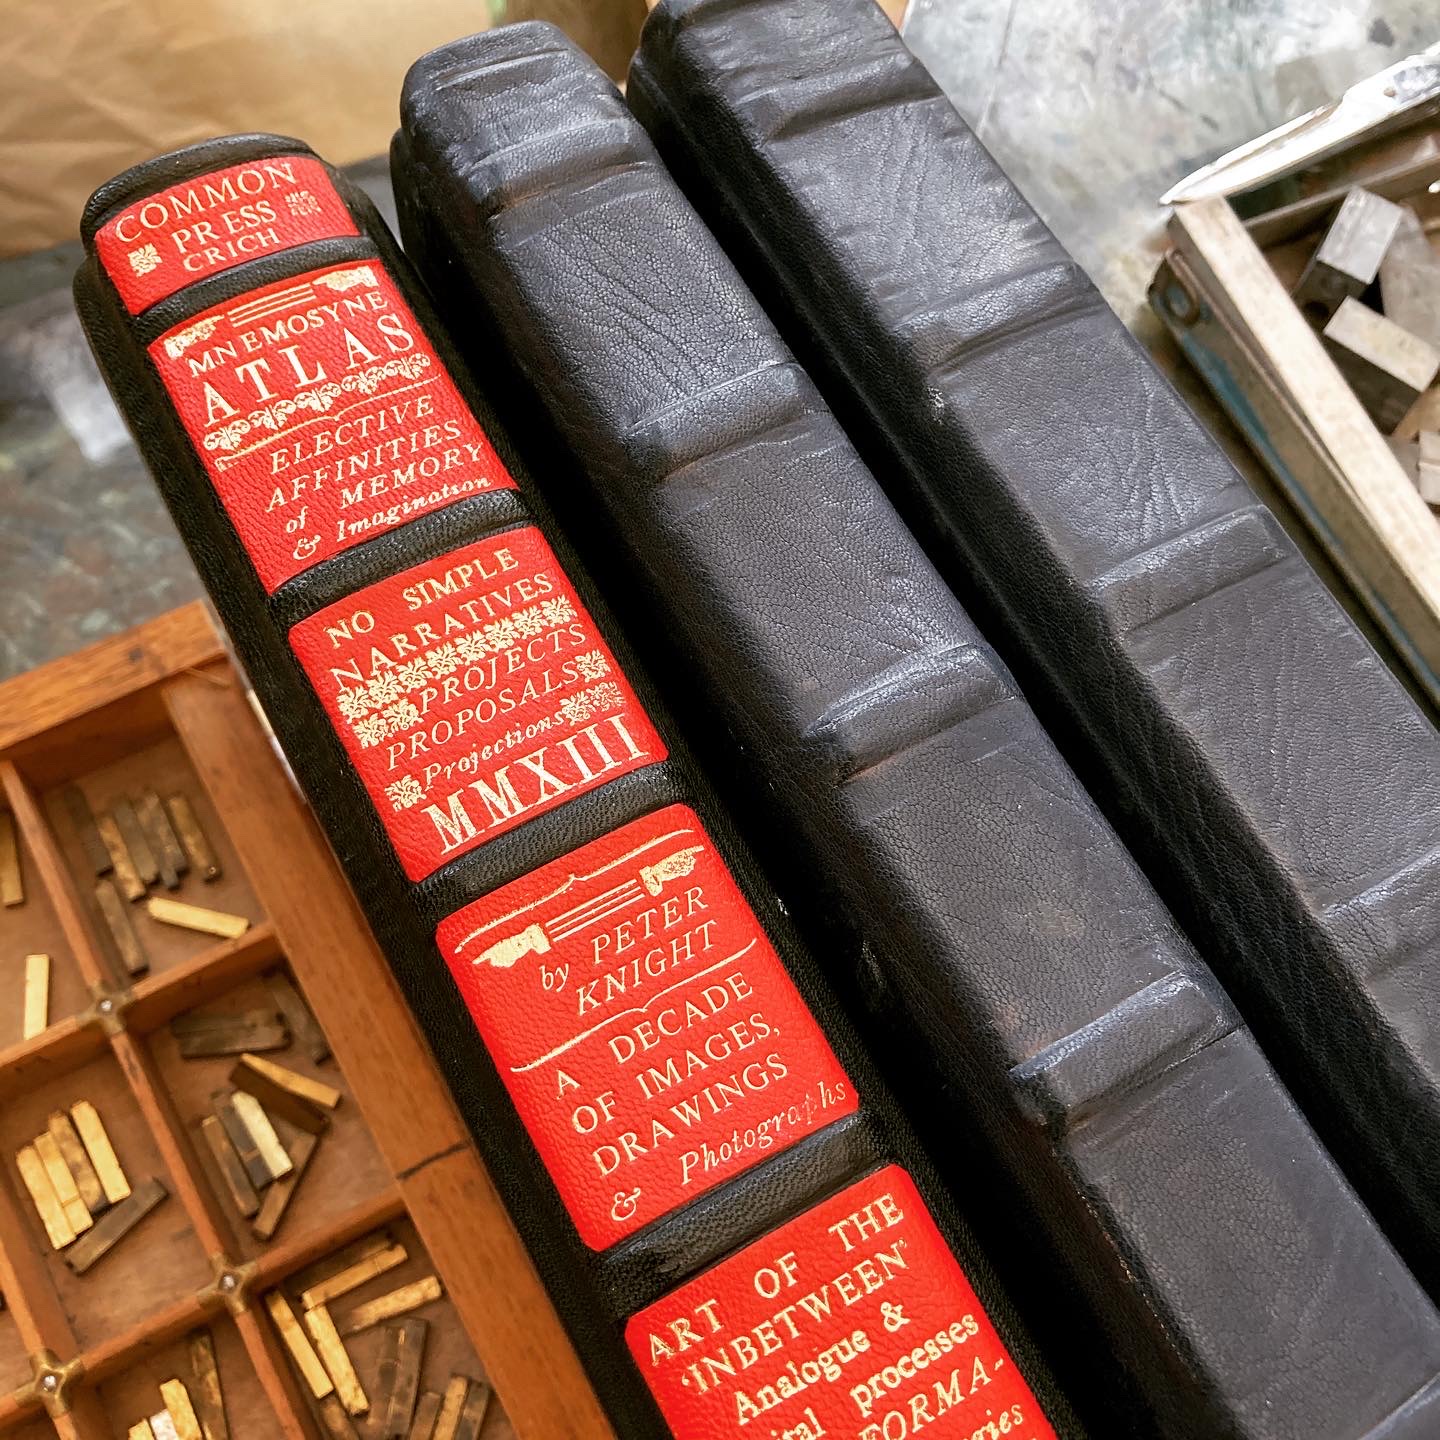 COMMON
PRESS
CRICH
MNEMOSYNE
ATLAS
ELECTIVE
AFFINITIES
of MEMORY
& Imagination
NO SIMPLE
NARRATIVES
PROJECTS
PROPOSALS
Projections
MMXIII
by PETER
KNIGHT
A DECADE
OF IMAGES,
DRAWINGS
& Photographs
ART OF THE
'INBETWEEN'
Analogue &
processes
FORMA-